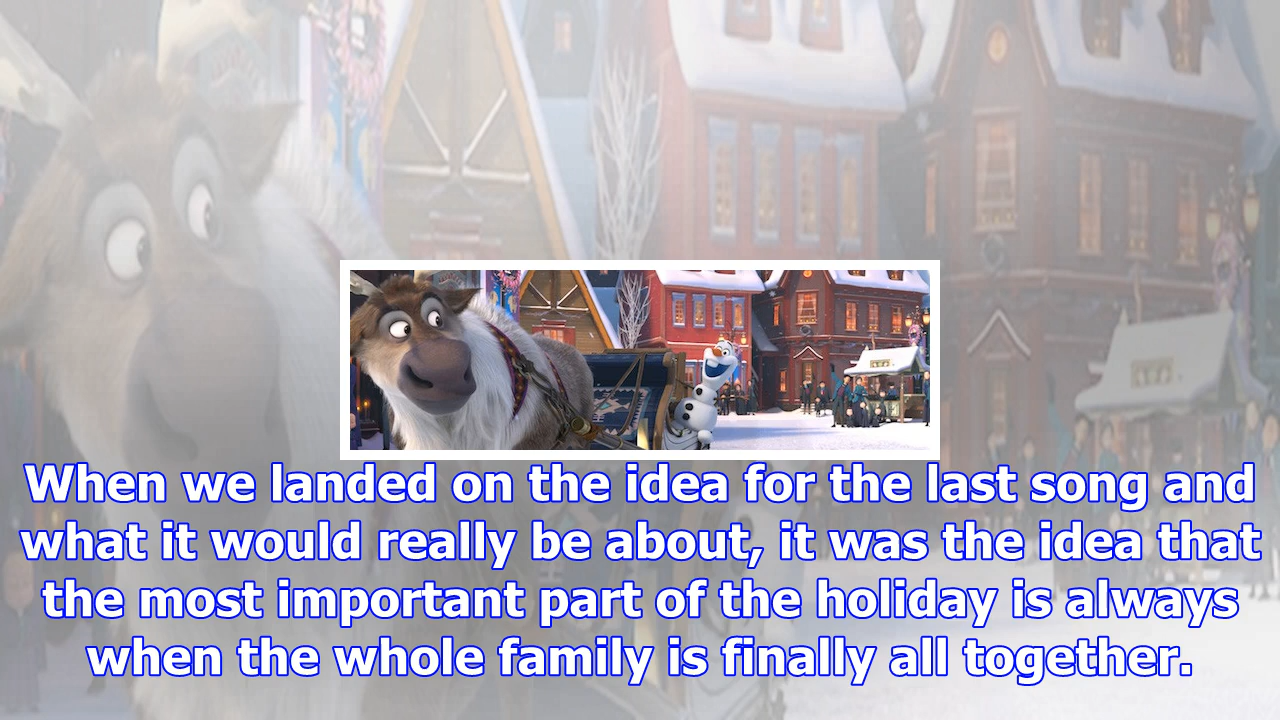 When we landed on the idea for the last song and
what it would really be about, it was the idea that
the most important part of the holiday is always
when the whole family is finally all together.